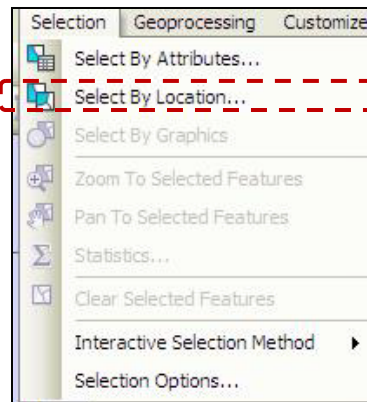 Selection Geoprocessing Customize
Select By Attributes...
Select By Location...
Select By Graphics
Zoom To Selected Features
Pan To Selected Features
Statistics...
Clear Selected Features
Interactive Selection Method
Selection Options...